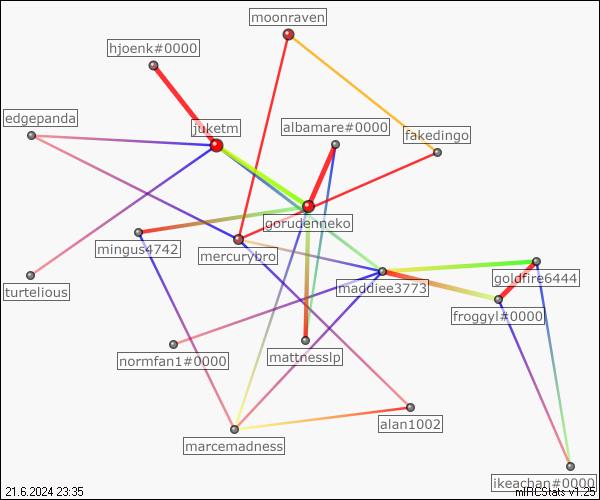 moonraven
hjoenk#0000
edgepanda
juketm
albamare#0000
fakedingo
gorudenneko
mingus4742
mercurybro
goldfire6444
turtelious
maddiee3773
froggyl#0000
normfan1#0000
mattnesslp
alan1002
marcemadness
ikeachan#0000
21.6.2024 23:35
mIRCStats v1.25